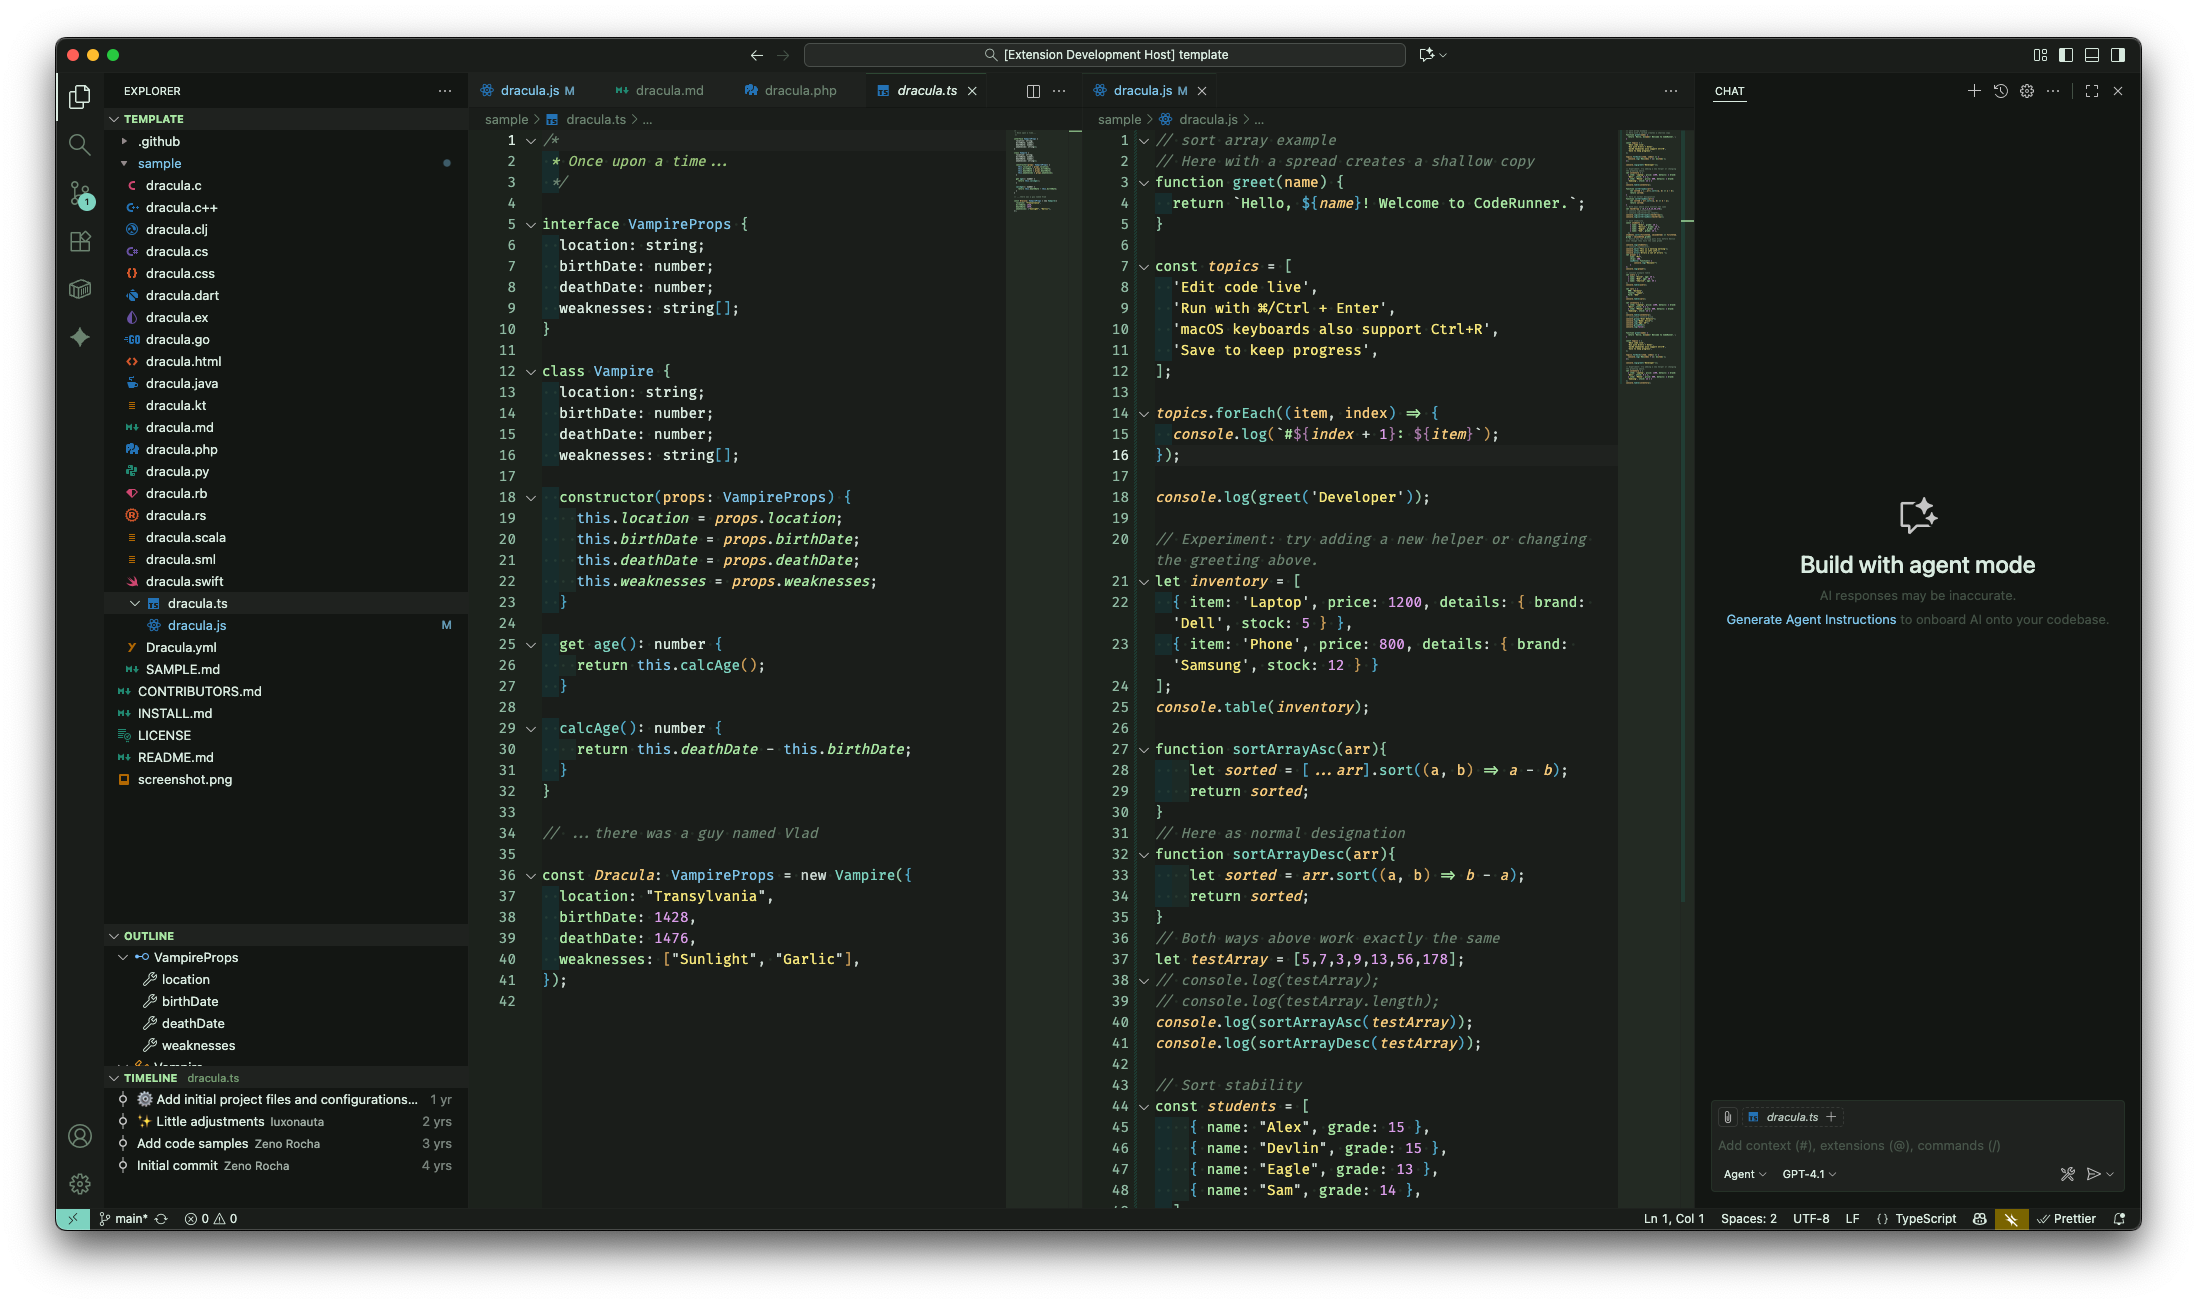 [Extension Development Host] template
EXPLORER
TEMPLATE
.github
sample
dracula.c
dracula.c++
dracula.clj
dracula.cs
dracula.css
dracula.dart
dracula.ex
dracula.go
dracula.html
dracula.java
dracula.kt
dracula.md
dracula.php
dracula.py
dracula.rb
dracula.rs
dracula.scala
dracula.sml
dracula.swift
dracula.ts
dracula.js M
Dracula.yml
SAMPLE.md
CONTRIBUTORS.md
INSTALL.md
LICENSE
README.md
screenshot.png
OUTLINE
VampireProps
location
birthDate
deathDate
weaknesses
TIMELINE dracula.ts
Add initial project files and configurations... 1 yr
Little adjustments luxonauta 2 yrs
Add code samples Zeno Rocha 3 yrs
Initial commit Zeno Rocha 4 yrs
dracula.js M dracula.md dracula.php dracula.ts
sample > dracula.ts > ...
1 /*
2 * Once upon a time...
3 */
4
5 interface VampireProps {
6 location: string;
7 birthDate: number;
8 deathDate: number;
9 weaknesses: string[];
10 }
11
12 class Vampire {
13 location: string;
14 birthDate: number;
15 deathDate: number;
16 weaknesses: string[];
17
18 constructor(props: VampireProps) {
19 this.location = props.location;
20 this.birthDate = props.birthDate;
21 this.deathDate = props.deathDate;
22 this.weaknesses = props.weaknesses;
23 }
24
25 get age(): number {
26 return this.calcAge();
27 }
28
29 calcAge(): number {
30 return this.deathDate - this.birthDate;
31 }
32 }
33
34 // ...there was a guy named Vlad
35
36 const Dracula: VampireProps = new Vampire({
37 location: "Transylvania",
38 birthDate: 1428,
39 deathDate: 1476,
40 weaknesses: ["Sunlight", "Garlic"],
41 });
42
dracula.js M
sample > dracula.js > ...
1 // sort array example
2 // Here with a spread creates a shallow copy
3 function greet(name) {
4 return `Hello, ${name}! Welcome to CodeRunner.`;
5 }
6
7 const topics = [
8 'Edit code live',
9 'Run with ⌘/Ctrl + Enter',
10 'macOS keyboards also support Ctrl+R',
11 'Save to keep progress',
12 ];
13
14 topics.forEach((item, index) => {
15 console.log(`#${index + 1}: ${item}`);
16 });
17
18 console.log(greet('Developer'));
19
20 // Experiment: try adding a new helper or changing
the greeting above.
21 let inventory = [
22 { item: 'Laptop', price: 1200, details: { brand:
'Dell', stock: 5 } },
23 { item: 'Phone', price: 800, details: { brand:
'Samsung', stock: 12 } }
24 ];
25 console.table(inventory);
26
27 function sortArrayAsc(arr){
28 let sorted = [...arr].sort((a, b) => a - b);
29 return sorted;
30 }
31 // Here as normal designation
32 function sortArrayDesc(arr){
33 let sorted = arr.sort((a, b) => b - a);
34 return sorted;
35 }
36 // Both ways above work exactly the same
37 let testArray = [5,7,3,9,13,56,178];
38 // console.log(testArray);
39 // console.log(testArray.length);
40 console.log(sortArrayAsc(testArray));
41 console.log(sortArrayDesc(testArray));
42
43 // Sort stability
44 const students = [
45 { name: "Alex", grade: 15 },
46 { name: "Devlin", grade: 15 },
47 { name: "Eagle", grade: 13 },
48 { name: "Sam", grade: 14 },
CHAT
Build with agent mode
AI responses may be inaccurate.
Generate Agent Instructions to onboard AI onto your codebase.
dracula.ts +
Add context (#), extensions (@), commands (/)
Agent GPT-4.1
main* 0 0
Ln 1, Col 1 Spaces: 2 UTF-8 LF {} TypeScript Prettier